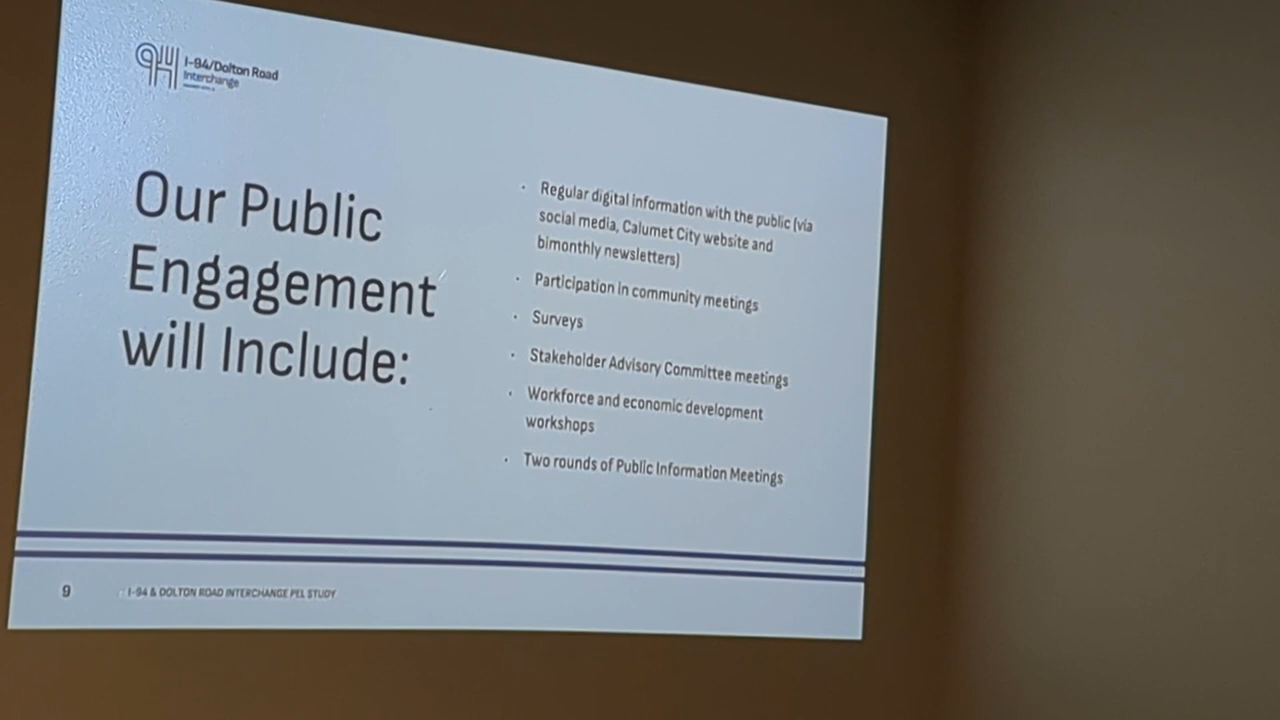 94
I-94/Dolton Road
Interchange
Our Public
Engagement
will Include:
· Regular digital information with the public (via
social media, Calumet City website and
bimonthly newsletters)
· Participation in community meetings
· Surveys
· Stakeholder Advisory Committee meetings
· Workforce and economic development
workshops
· Two rounds of Public Information Meetings
9
I-94 & DOLTON ROAD INTERCHANGE PEL STUDY